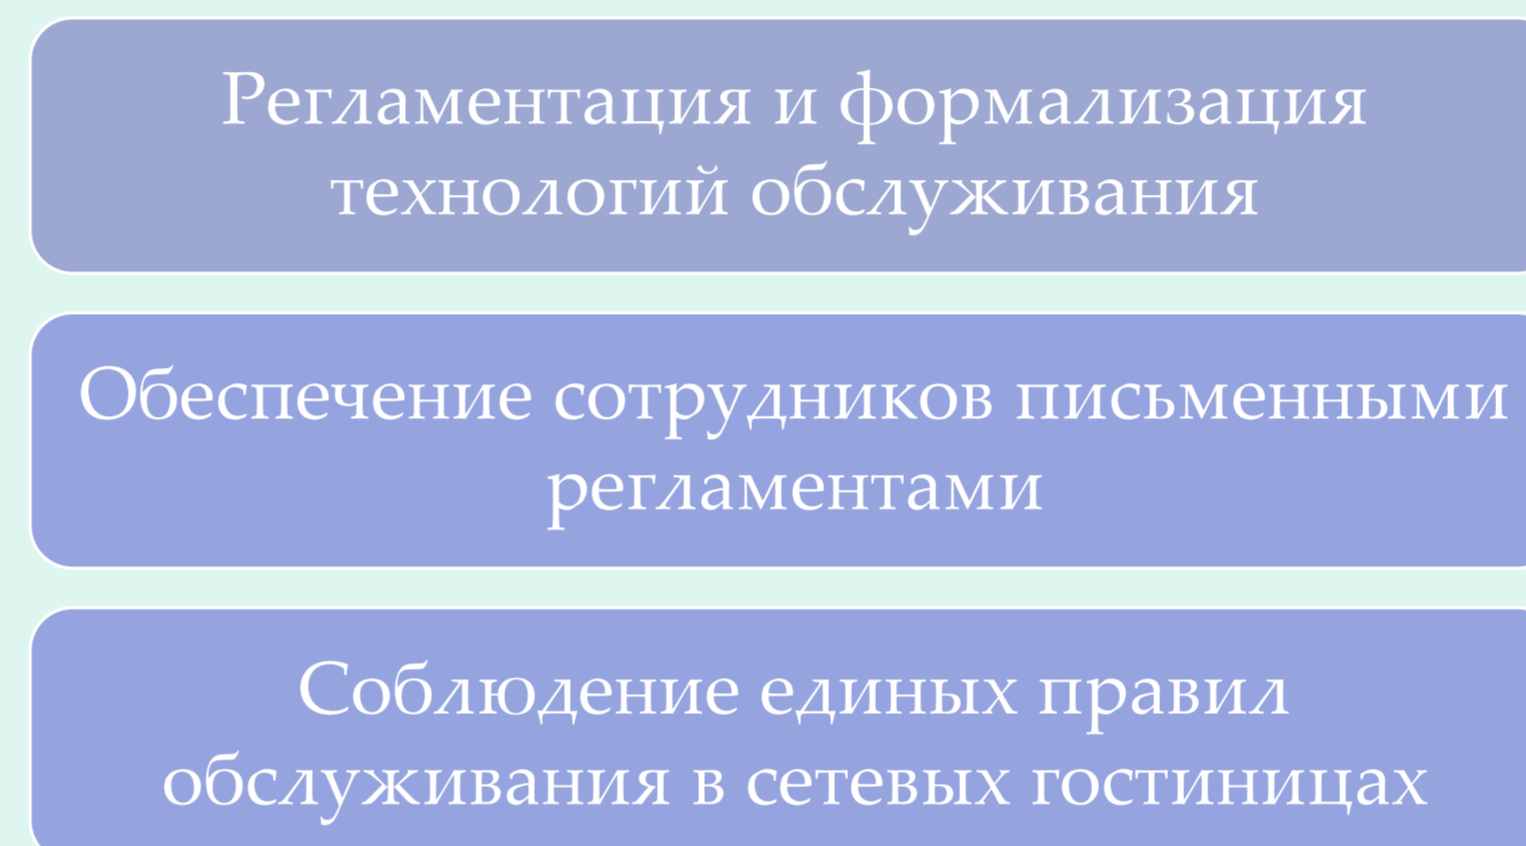 Регламентация и формализация
технологий обслуживания
Обеспечение сотрудников письменными
регламентами
Соблюдение единых правил
обслуживания в сетевых гостиницах